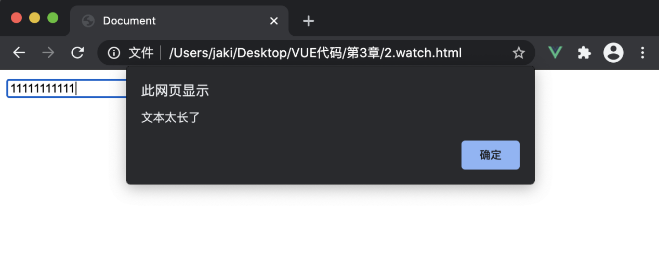 Document
文件 /Users/jaki/Desktop/VUE代码/第3章/2.watch.html
此网页显示
11111111111
文本太长了
确定